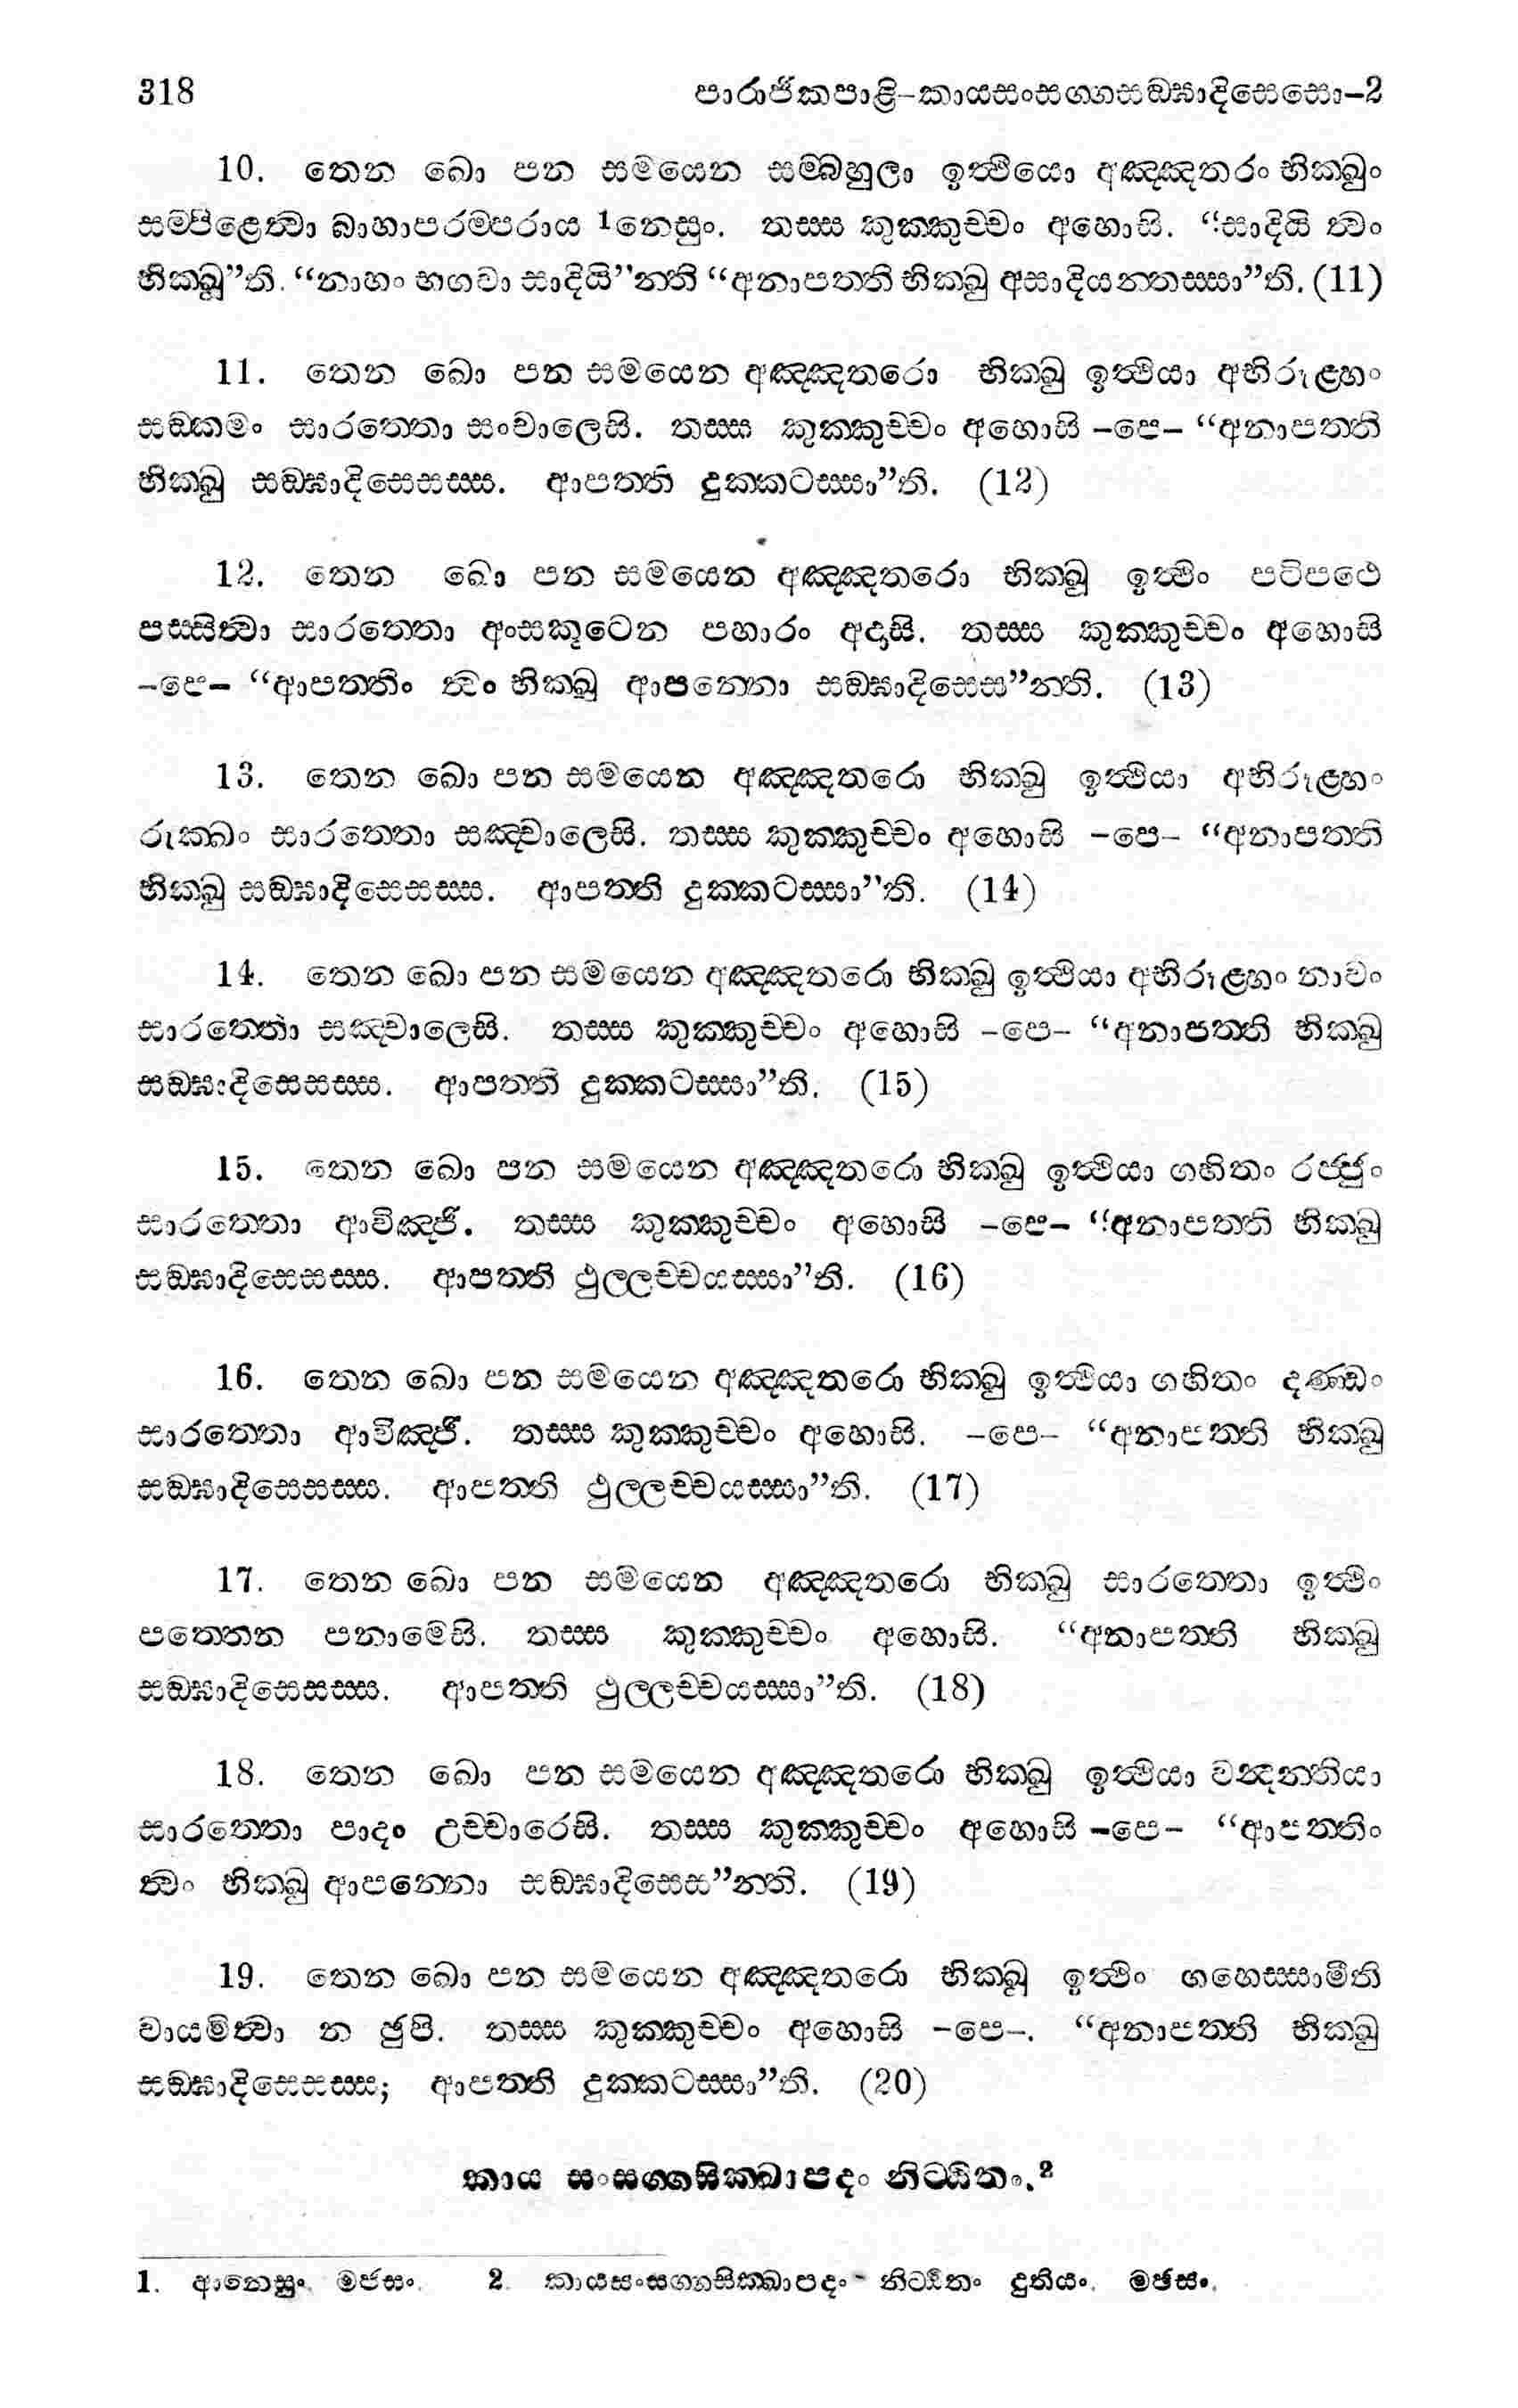 318 පාරාජිකපාළි–කායසංසග්ගසඞ්ඝාදිසෙසො–2
10. තෙන ඛො පන සමයෙන සම්බහුලා ඉත්ථියො අඤ්ඤතරං භික්ඛුං
සම්පීළෙත්වා බාහාපරම්පරාය ¹නෙසුං. තස්ස කුක්කුච්චං අහොසි. “සාදියි ත්වං
භික්ඛූ”ති. “නාහං භගවා සාදියි”න්ති “අනාපත්ති භික්ඛු අසාදියන්තස්සා”ති. (11)
11. තෙන ඛො පන සමයෙන අඤ්ඤතරො භික්ඛු ඉත්ථියා අභිරූළ්හං
සඞ්කමං සාරත්තො සංචාලෙසි. තස්ස කුක්කුච්චං අහොසි –පෙ– “අනාපත්ති
භික්ඛු සඞ්ඝාදිසෙසස්ස. ආපත්ති දුක්කටස්සා”ති. (12)
12. තෙන ඛො පන සමයෙන අඤ්ඤතරො භික්ඛූ ඉත්ථිං පටිපථෙ
පස්සිත්වා සාරත්තො අංසකූටෙන පහාරං අදාසි. තස්ස කුක්කුච්චං අහොසි
–පෙ– “ආපත්තිං ත්වං භික්ඛූ ආපන්නො සඞ්ඝාදිසෙස”න්ති. (13)
13. තෙන ඛො පන සමයෙන අඤ්ඤතරො භික්ඛු ඉත්ථියා අභිරූළ්හං
රුක්ඛං සාරත්තො සඤ්චාලෙසි. තස්ස කුක්කුච්චං අහොසි –පෙ– “අනාපත්ති
භික්ඛු සඞ්ඝාදිසෙසස්ස. ආපත්ති දුක්කටස්සා”ති. (14)
14. තෙන ඛො පන සමයෙන අඤ්ඤතරො භික්ඛු ඉත්ථියා අභිරූළ්හං නාවං
සාරත්තො සඤ්චාලෙසි. තස්ස කුක්කුච්චං අහොසි –පෙ– “අනාපත්ති භික්ඛු
සඞ්ඝාදිසෙසස්ස. ආපත්ති දුක්කටස්සා”ති. (15)
15. තෙන ඛො පන සමයෙන අඤ්ඤතරො භික්ඛු ඉත්ථියා ගහිතං රජ්ජුං
සාරත්තො ආවිඤ්ජි. තස්ස කුක්කුච්චං අහොසි –පෙ– “අනාපත්ති භික්ඛු
සඞ්ඝාදිසෙසස්ස. ආපත්ති ථුල්ලච්චයස්සා”ති. (16)
16. තෙන ඛො පන සමයෙන අඤ්ඤතරො භික්ඛු ඉත්ථියා ගහිතං දණ්ඩං
සාරත්තො ආවිඤ්ජි. තස්ස කුක්කුච්චං අහොසි. –පෙ– “අනාපත්ති භික්ඛු
සඞ්ඝාදිසෙසස්ස. ආපත්ති ථුල්ලච්චයස්සා”ති. (17)
17. තෙන ඛො පන සමයෙන අඤ්ඤතරො භික්ඛු සාරත්තො ඉත්ථිං
පත්තෙන පනාමෙසි. තස්ස කුක්කුච්චං අහොසි. “අනාපත්ති භික්ඛු
සඞ්ඝාදිසෙසස්ස. ආපත්ති ථුල්ලච්චයස්සා”ති. (18)
18. තෙන ඛො පන සමයෙන අඤ්ඤතරො භික්ඛු ඉත්ථියා වන්දන්තියා
සාරත්තො පාදං උච්චාරෙසි. තස්ස කුක්කුච්චං අහොසි –පෙ– “ආපත්තිං
ත්වං භික්ඛු ආපන්නො සඞ්ඝාදිසෙස”න්ති. (19)
19. තෙන ඛො පන සමයෙන අඤ්ඤතරො භික්ඛු ඉත්ථිං ගහෙස්සාමීති
වායමිත්වා න ඡුපි. තස්ස කුක්කුච්චං අහොසි –පෙ–. “අනාපත්ති භික්ඛු
සඞ්ඝාදිසෙසස්ස; ආපත්ති දුක්කටස්සා”ති. (20)
කාය සංසග්ගසික්ඛාපදං නිට්ඨිතං.²
1. ආනෙසුං. මජසං. 2. කායසංසග්ගසික්ඛාපදං - නිට්ඨිතං දුතියං. මඡසං.